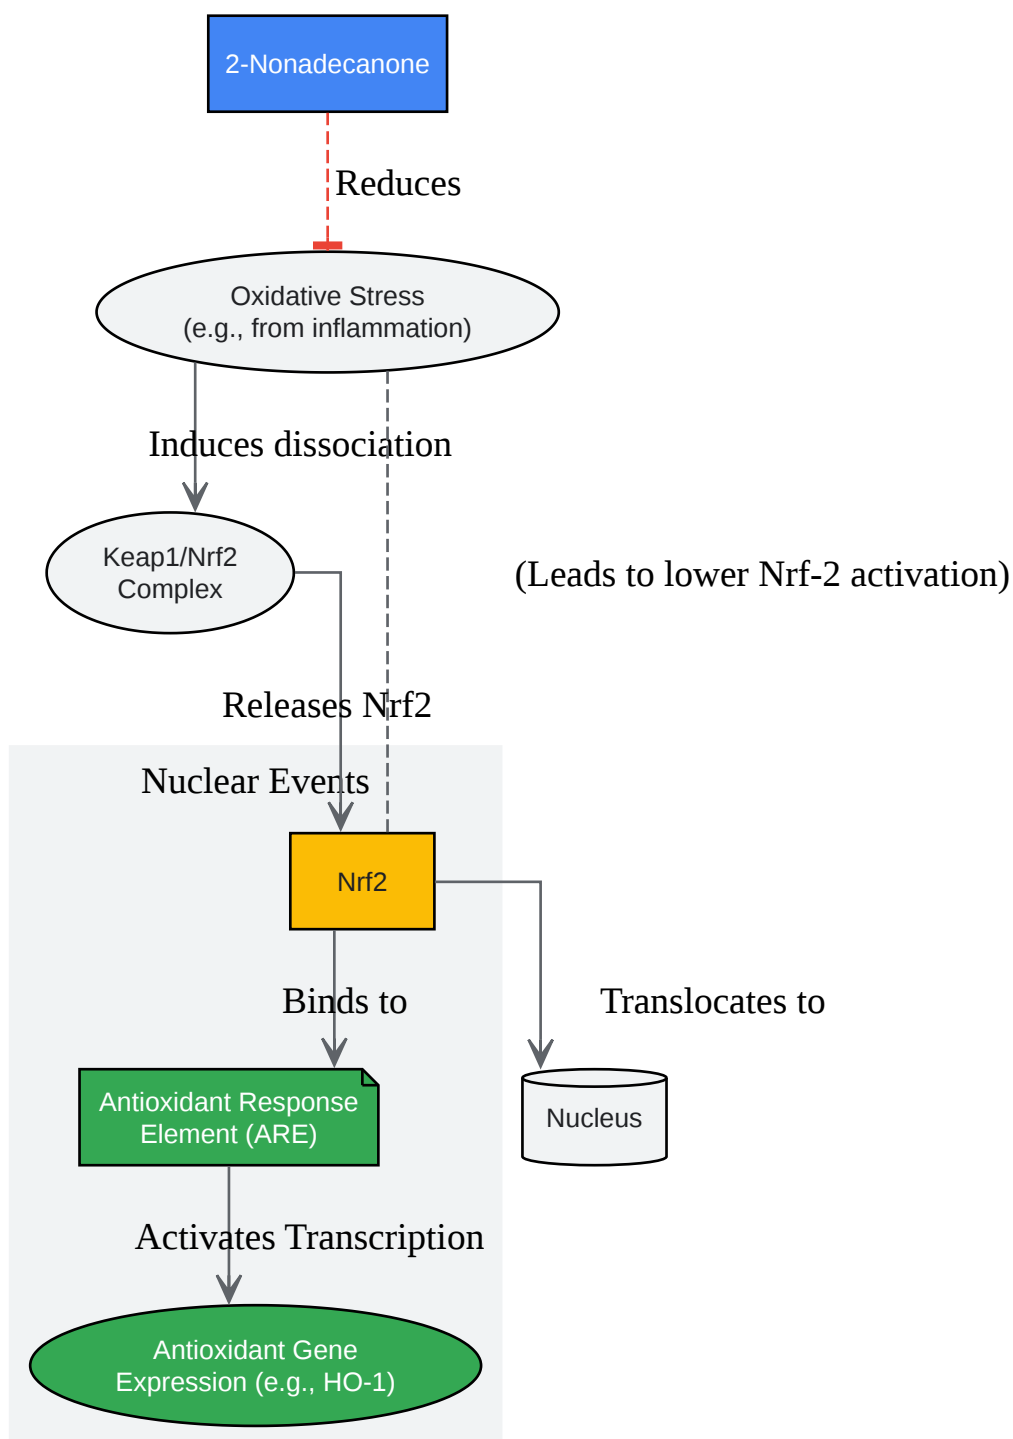 2-Nonadecanone
Reduces
Oxidative Stress
(e.g., from inflammation)
Induces dissociation
Keap1/Nrf2
Complex
(Leads to lower Nrf-2 activation)
Releases Nrf2
Nuclear Events
Nrf2
Binds to
Translocates to
Antioxidant Response
Element (ARE)
Nucleus
Activates Transcription
Antioxidant Gene
Expression (e.g., HO-1)